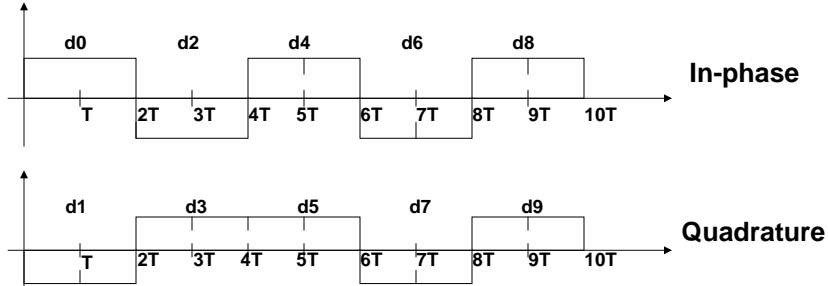 d0 d2 d4 d6 d8
In-phase
T 2T 3T 4T 5T 6T 7T 8T 9T 10T
d1 d3 d5 d7 d9
Quadrature
T 2T 3T 4T 5T 6T 7T 8T 9T 10T